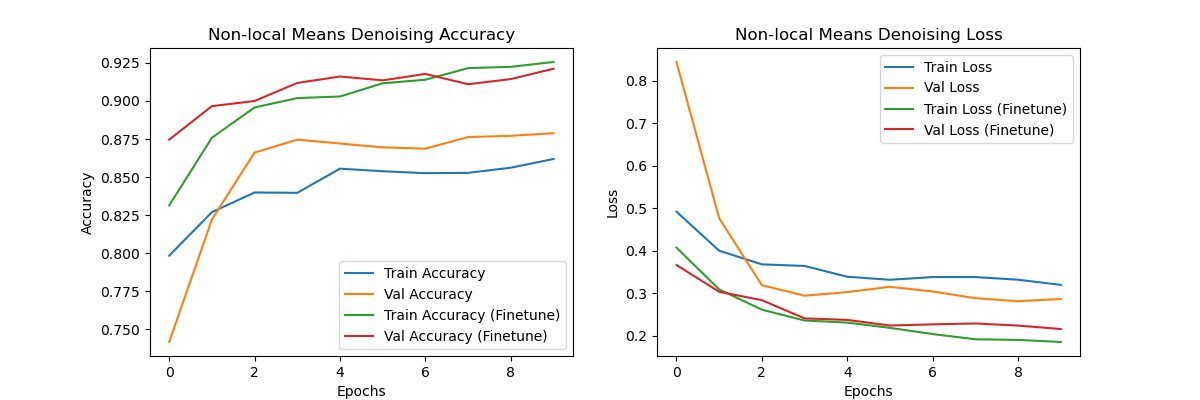 Non-local Means Denoising Accuracy
0.925
0.900
0.875
0.850
0.825
0.800
0.775
0.750
Accuracy
0
2
4
6
8
Epochs
Train Accuracy
Val Accuracy
Train Accuracy (Finetune)
Val Accuracy (Finetune)
Non-local Means Denoising Loss
0.8
0.7
0.6
0.5
0.4
0.3
0.2
Loss
0
2
4
6
8
Epochs
Train Loss
Val Loss
Train Loss (Finetune)
Val Loss (Finetune)